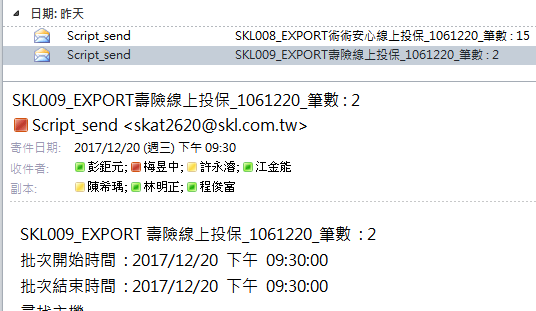 日期: 昨天
Script_send SKL008_EXPORT術術安心線上投保_1061220_筆數 : 15
Script_send SKL009_EXPORT壽險線上投保_1061220_筆數 : 2
SKL009_EXPORT壽險線上投保_1061220_筆數 : 2
Script_send <skat2620@skl.com.tw>
寄件日期: 2017/12/20 (週三) 下午 09:30
收件者: 彭鉅元; 梅昱中; 許永濬; 江金能
副本: 陳希瑀; 林明正; 程俊富
SKL009_EXPORT 壽險線上投保_1061220_筆數 : 2
批次開始時間 : 2017/12/20 下午 09:30:00
批次結束時間 : 2017/12/20 下午 09:30:00
尋找主機